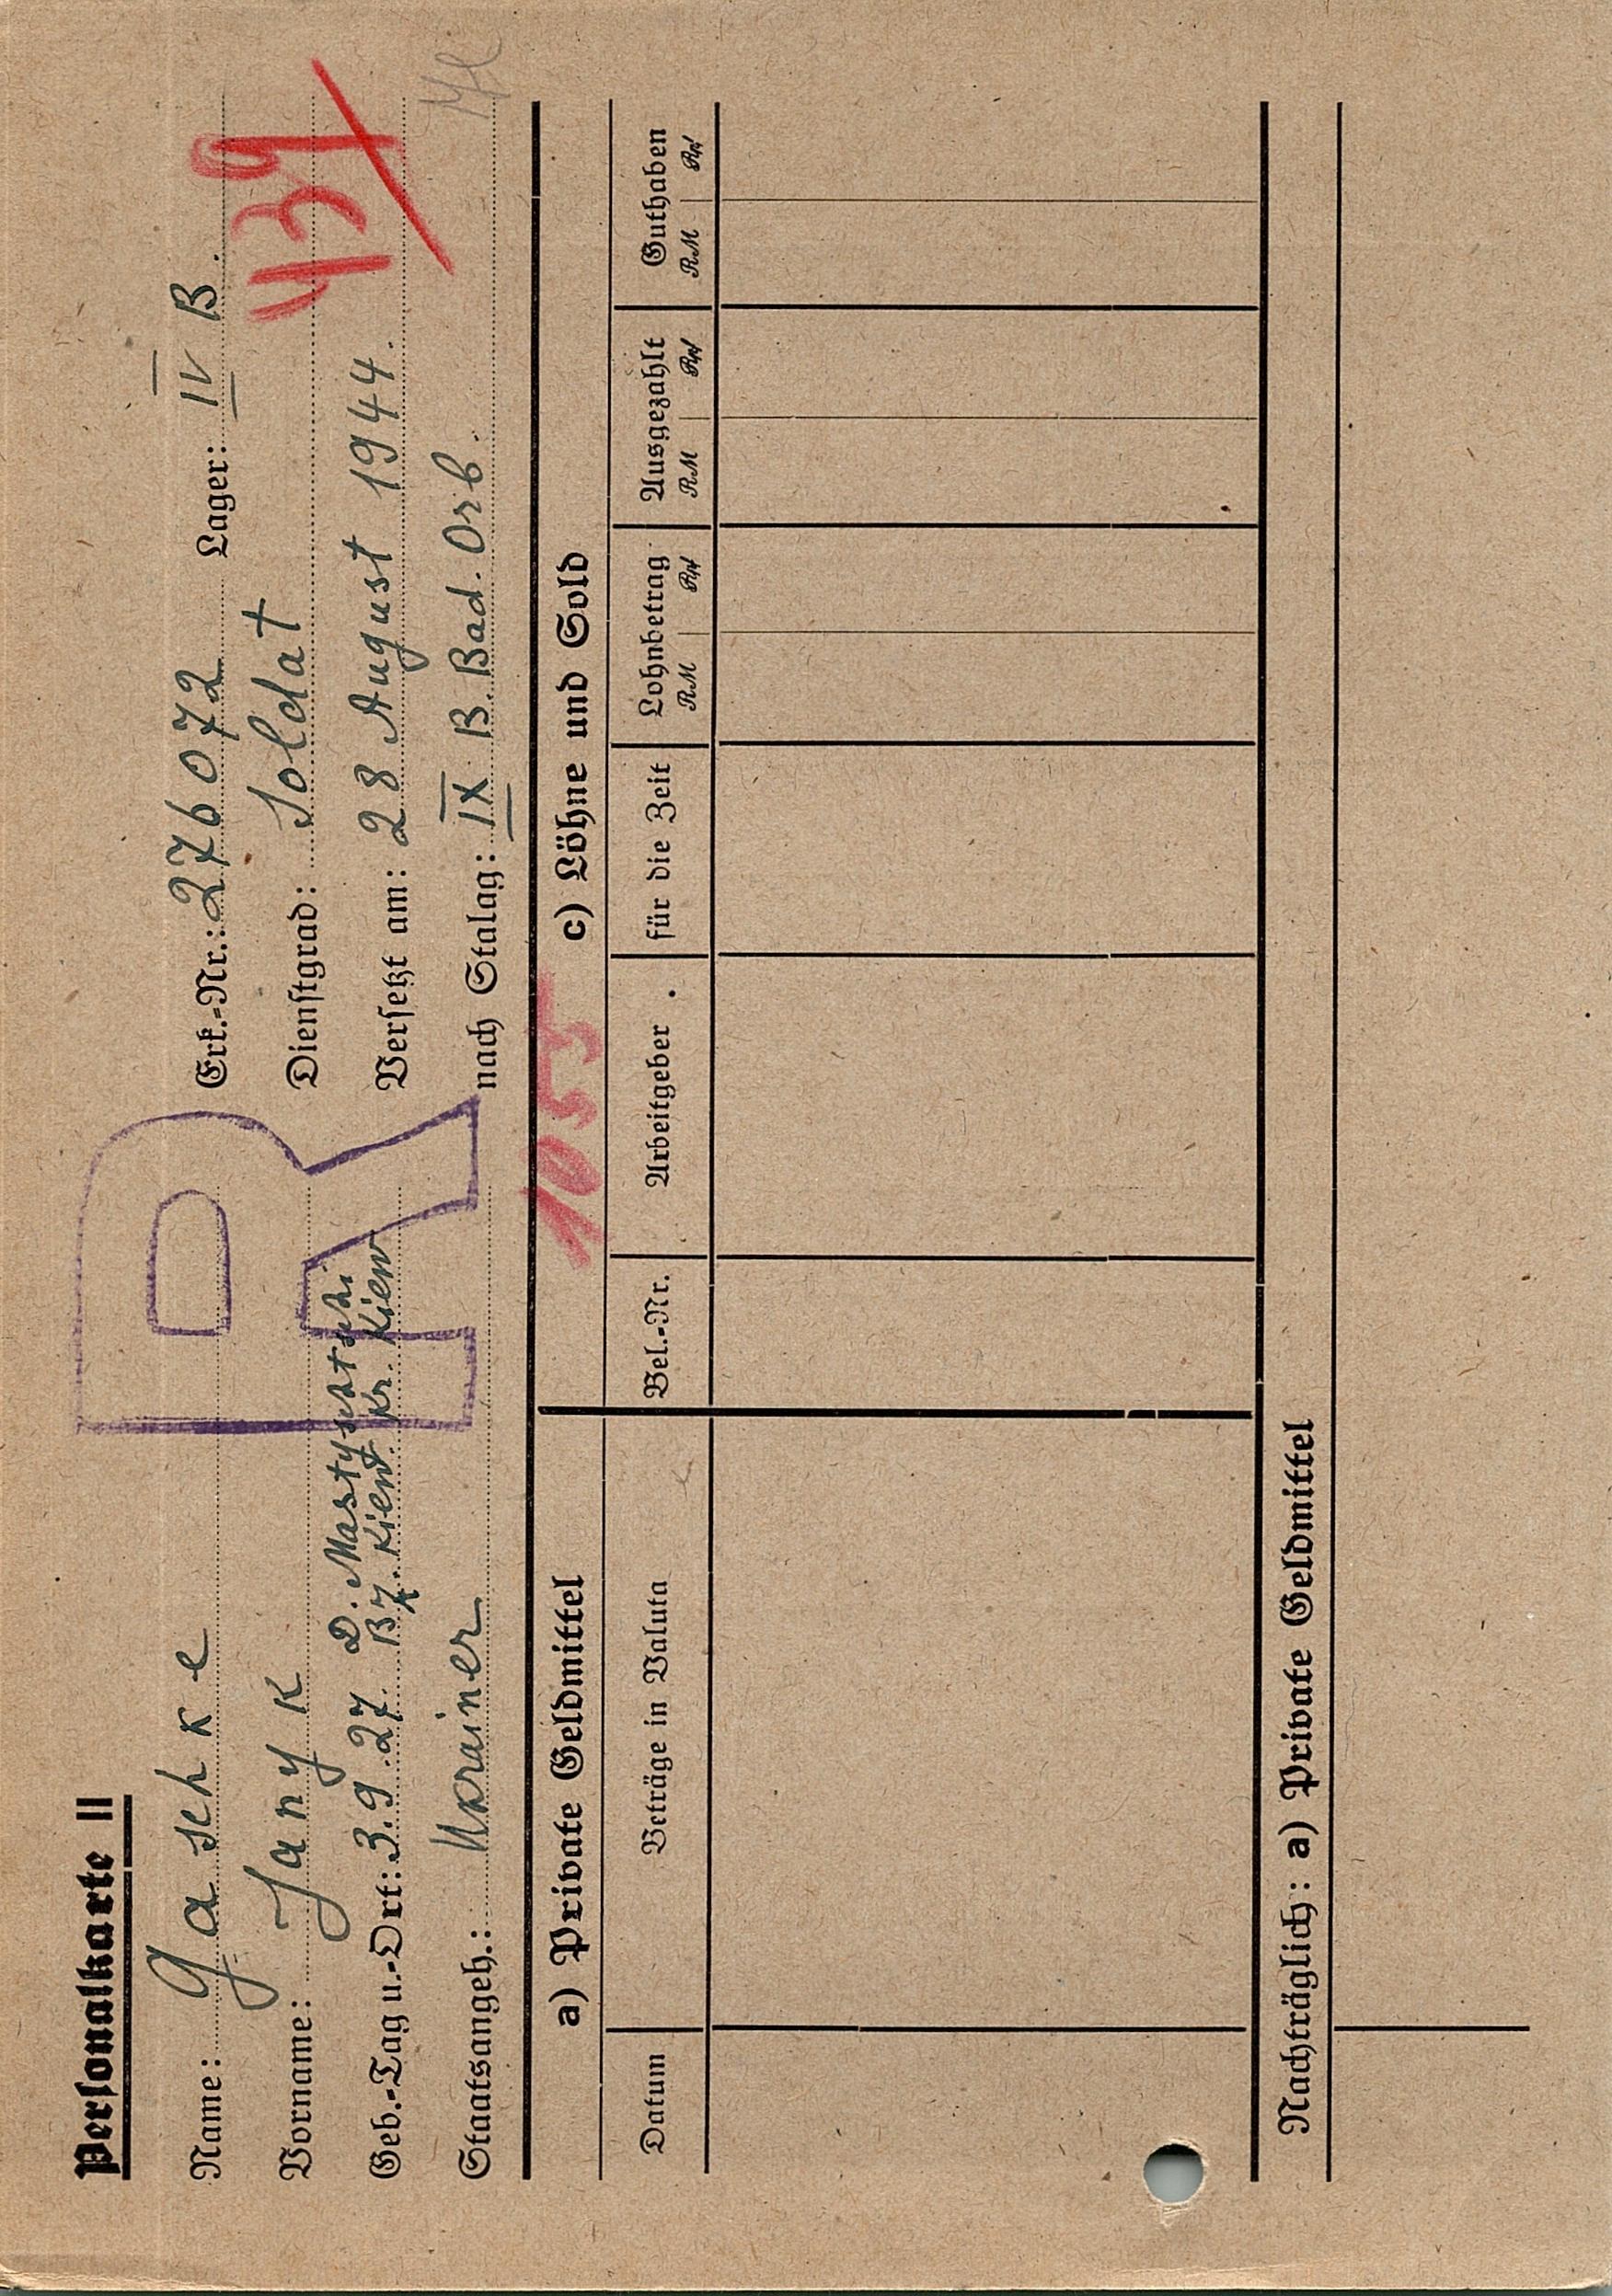 Personalkarte II
R
Name: Gaschke
Erk.-Nr.: 276072 Lager: IV B.
439
Vorname: Janyk
Dienstgrad: Soldat
Geb.-Tag u.-Ort: 3.9.27. D. Mastyschtschi
Bz. Kiew. Kr. Kiew
Versetzt am: 28 August 1944.
Staatsangeh.: Ukrainer
nach Stalag: IX B. Bad. Orb.
1055
a) Private Geldmittel
c) Löhne und Sold
Datum Beträge in Valuta Bel.-Nr. Arbeitgeber für die Zeit Lohnbetrag Ausgezahlt Guthaben
RM Rpf RM Rpf RM Rpf
Nachträglich: a) Private Geldmittel